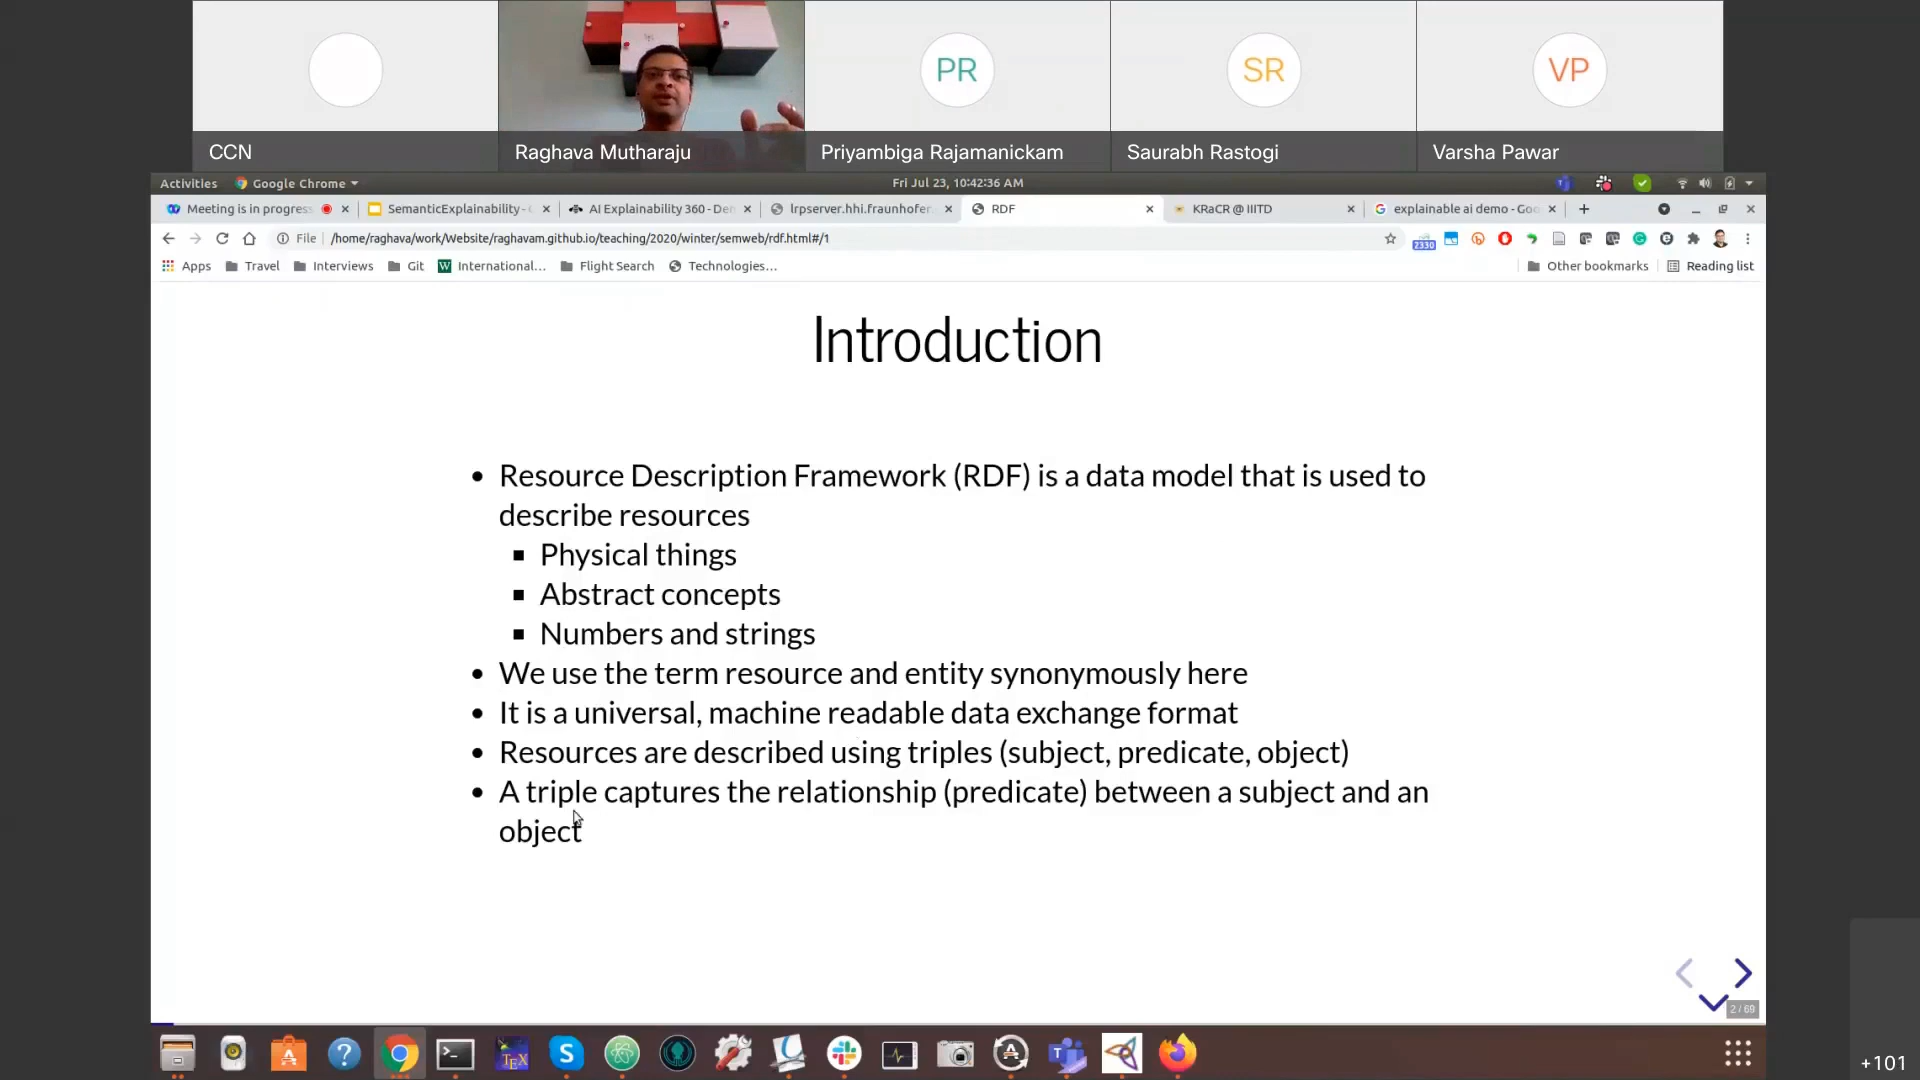 PR
SR
VP
CCN
Raghava Mutharaju
Priyambiga Rajamanickam
Saurabh Rastogi
Varsha Pawar
Activities
Google Chrome
Fri Jul 23, 10:42:36 AM
Meeting is in progress
SemanticExplainability -
AI Explainability 360 - Den
lrpserver.hhi.fraunhofer
RDF
KRaCR @ IIITD
explainable ai demo - Goo
File
/home/raghava/work/Website/raghavam.github.io/teaching/2020/winter/semweb/rdf.html#/1
2330
Apps
Travel
Interviews
Git
International...
Flight Search
Technologies...
Other bookmarks
Reading list
Introduction
• Resource Description Framework (RDF) is a data model that is used to
describe resources
▪ Physical things
▪ Abstract concepts
▪ Numbers and strings
• We use the term resource and entity synonymously here
• It is a universal, machine readable data exchange format
• Resources are described using triples (subject, predicate, object)
• A triple captures the relationship (predicate) between a subject and an
object
2 / 69
+101